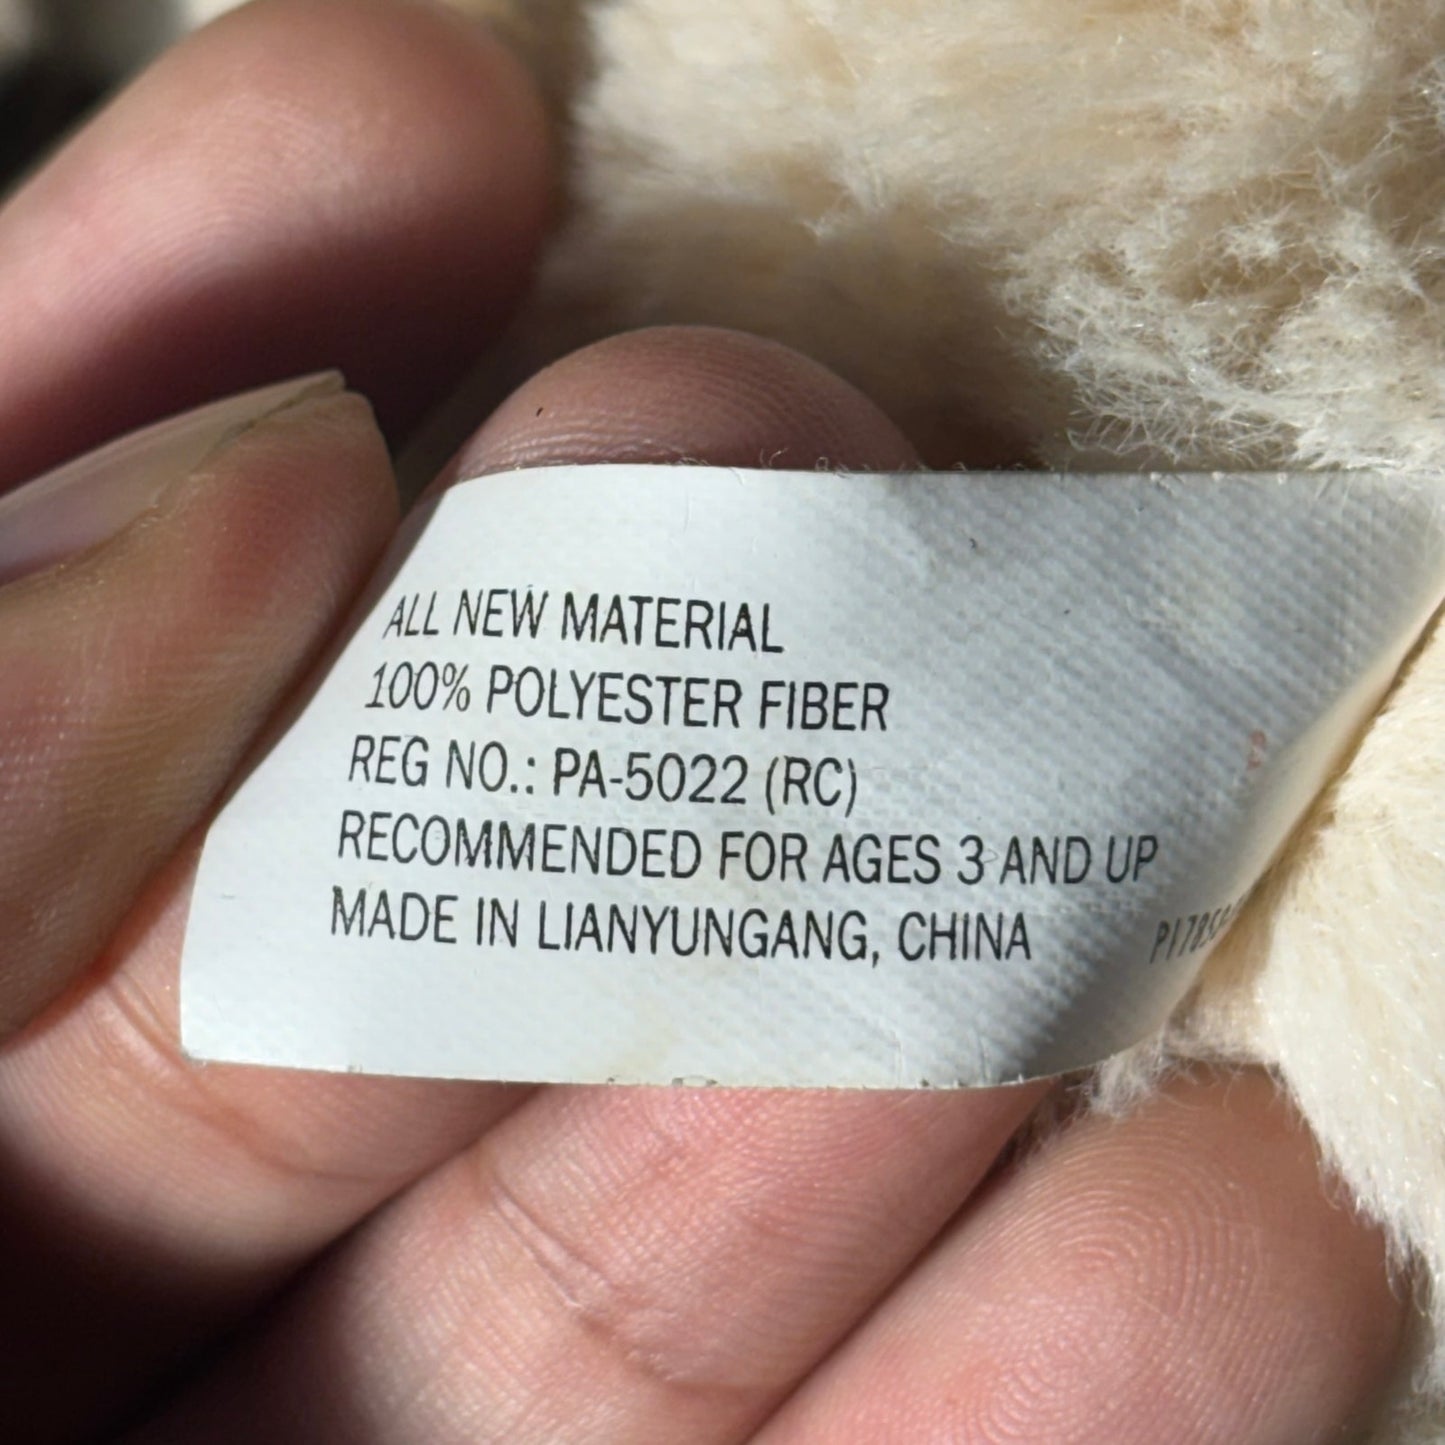 ALL NEW MATERIAL
100% POLYESTER FIBER
REG NO.: PA-5022 (RC)
RECOMMENDED FOR AGES 3 AND UP
MADE IN LIANYUNGANG, CHINA